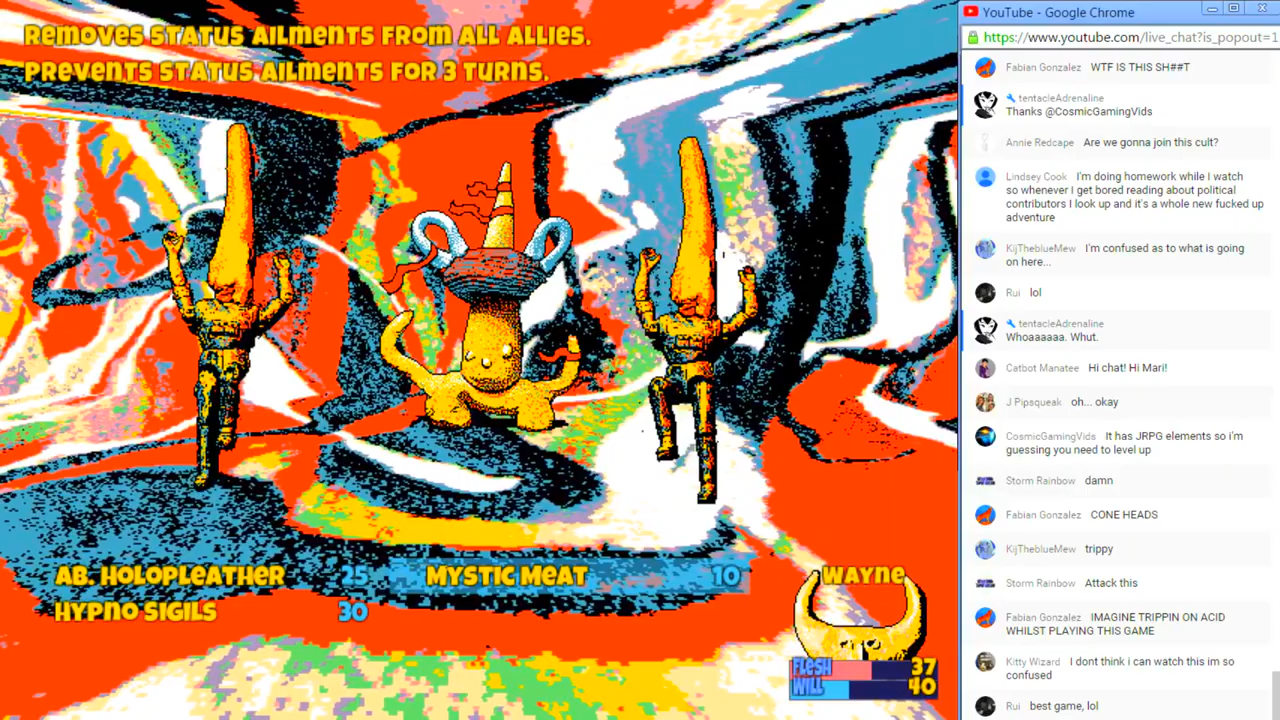 Removes status ailments from all allies.
Prevents status ailments for 3 turns.
AB. Holopleather 25 Mystic Meat 10
Hypno Sigils 30
Wayne
Flesh 37
Will 40
YouTube - Google Chrome
https://www.youtube.com/live_chat?is_popout=1
Fabian Gonzalez WTF IS THIS SH##T
tentacleAdrenaline
Thanks @CosmicGamingVids
Annie Redcape Are we gonna join this cult?
Lindsey Cook I'm doing homework while I watch
so whenever I get bored reading about political
contributors I look up and it's a whole new fucked up
adventure
KijTheblueMew I'm confused as to what is going
on here...
Rui lol
tentacleAdrenaline
Whoaaaaaa. Whut.
Catbot Manatee Hi chat! Hi Mari!
J Pipsqueak oh... okay
CosmicGamingVids It has JRPG elements so i'm
guessing you need to level up
Storm Rainbow damn
Fabian Gonzalez CONE HEADS
KijTheblueMew trippy
Storm Rainbow Attack this
Fabian Gonzalez IMAGINE TRIPPIN ON ACID
WHILST PLAYING THIS GAME
Kitty Wizard I dont think i can watch this im so
confused
Rui best game, lol